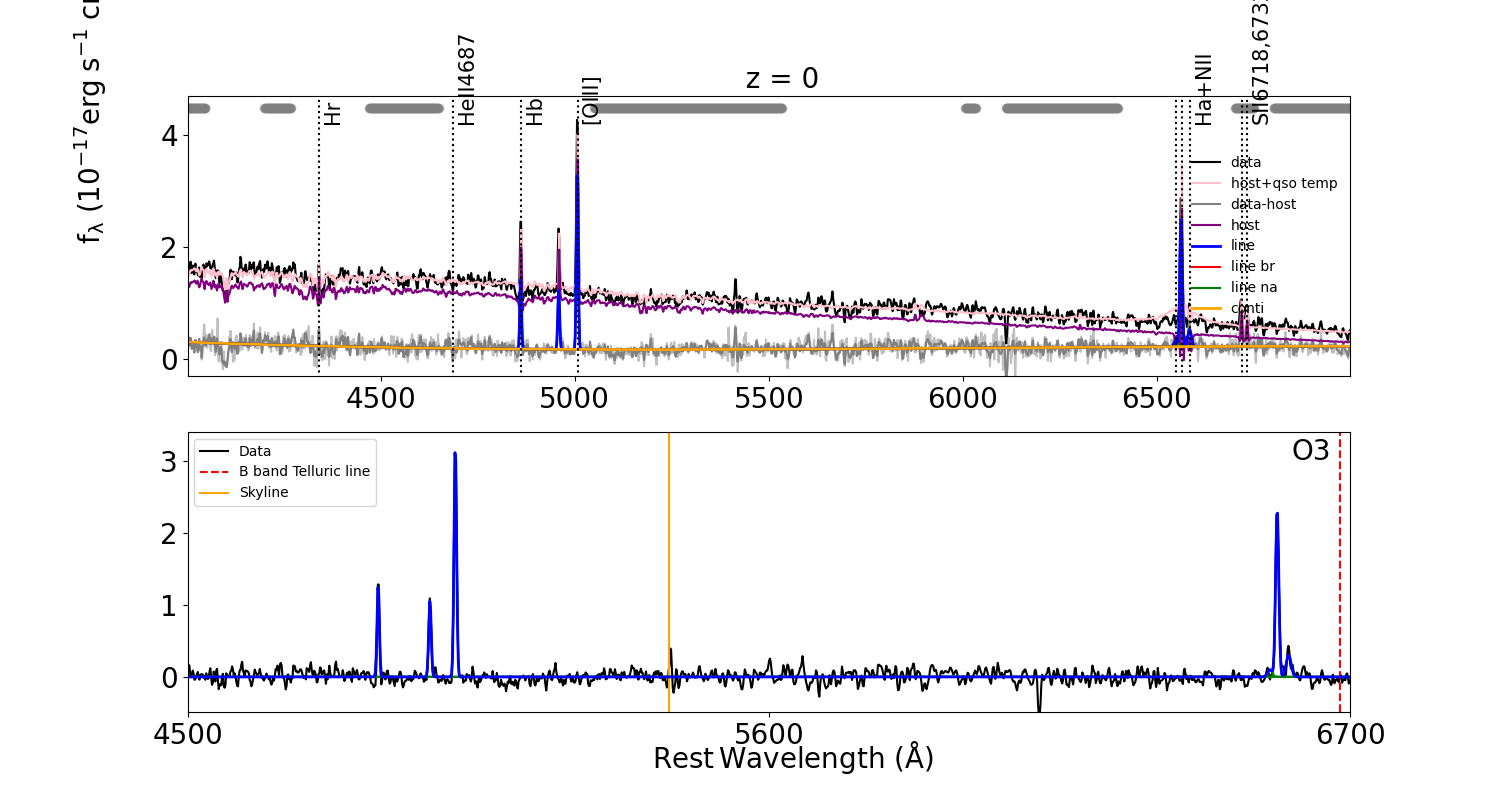 z = 0
fλ (10−17erg s−1 c
Hr
HeII4687
Hb
[OIII]
Ha+NII
SII6718,673
4
2
0
data
host+qso temp
data-host
host
line
line br
line na
conti
4500
5000
5500
6000
6500
O3
Data
B band Telluric line
Skyline
3
2
1
0
4500
5600
6700
Rest Wavelength (Å)